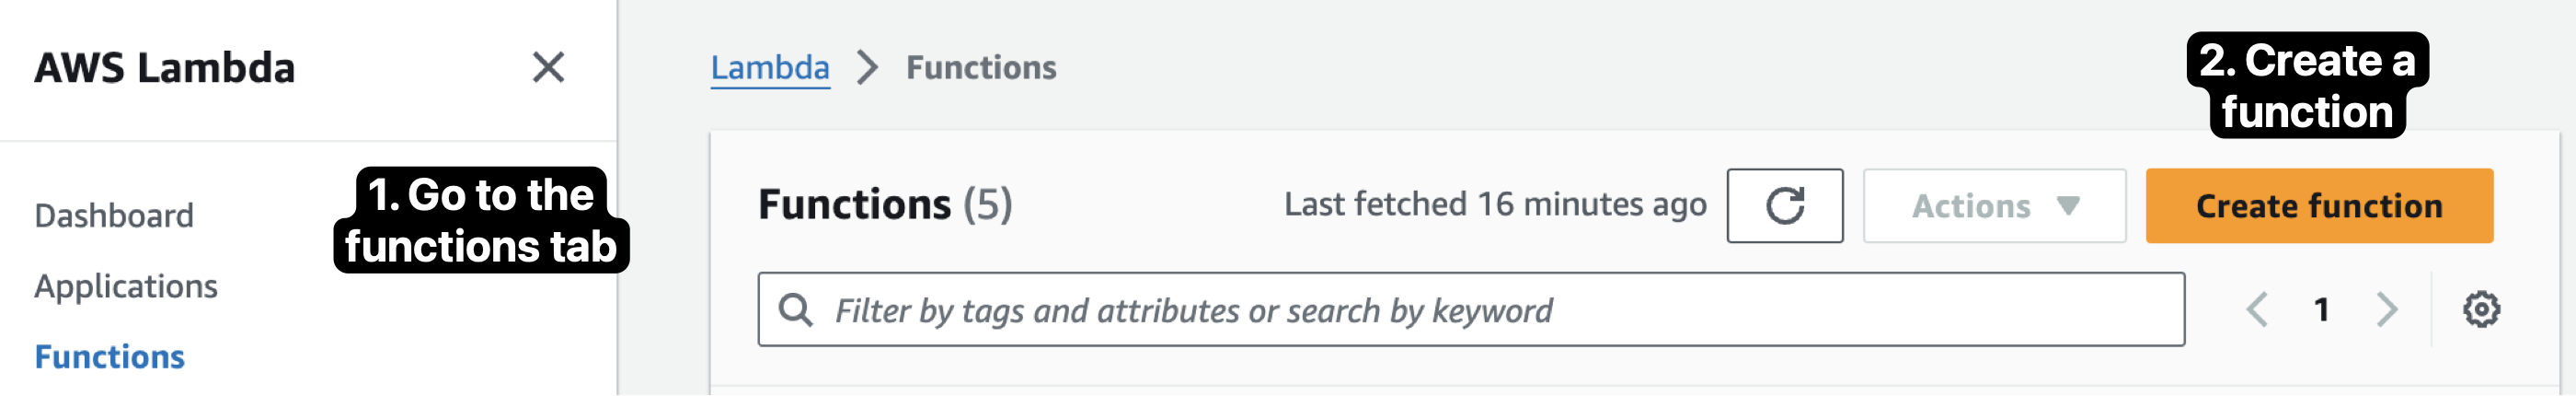 AWS Lambda
Dashboard
1. Go to the
functions tab
Applications
Functions
Lambda > Functions
2. Create a
function
Functions (5)
Last fetched 16 minutes ago
Actions
Create function
Filter by tags and attributes or search by keyword
1